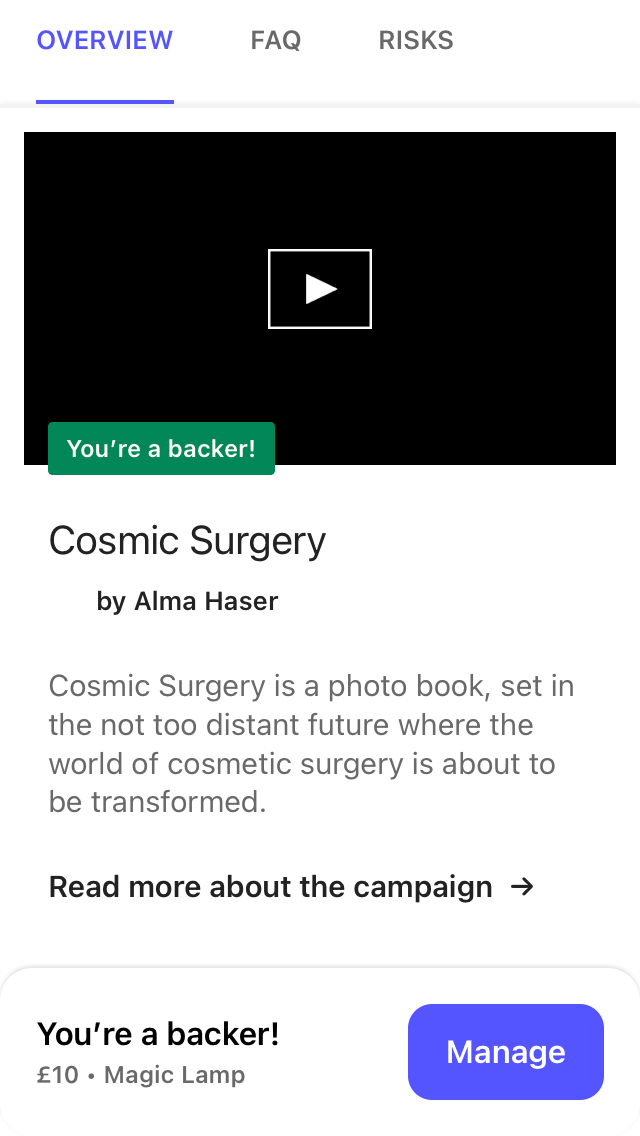 OVERVIEW FAQ RISKS
You’re a backer!
Cosmic Surgery
by Alma Haser
Cosmic Surgery is a photo book, set in
the not too distant future where the
world of cosmetic surgery is about to
be transformed.
Read more about the campaign →
You’re a backer!
£10 • Magic Lamp
Manage